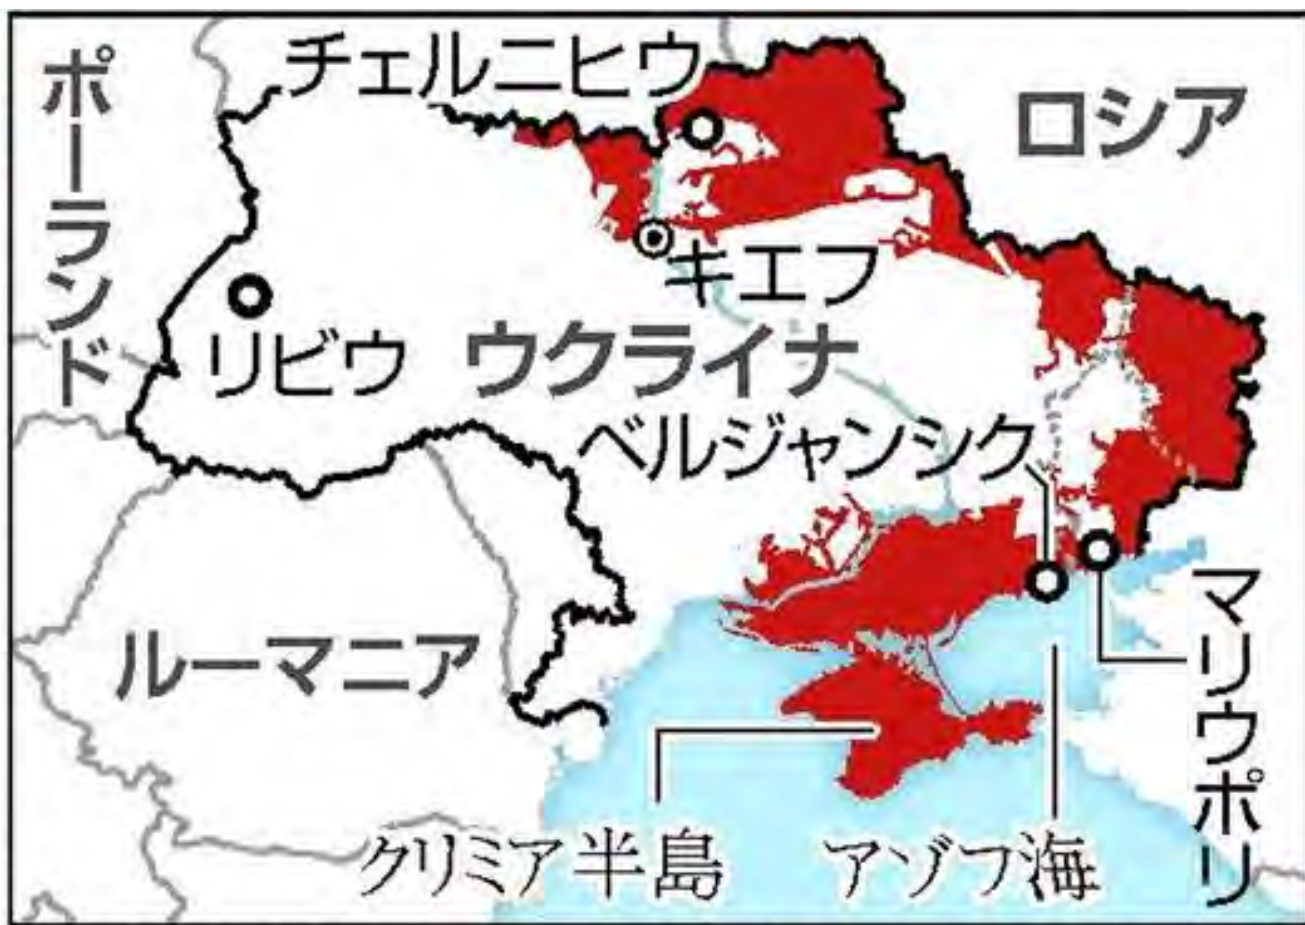 ポーランド
チェルニヒウ
ロシア
キエフ
リビウ
ウクライナ
ベルジャンシク
マリウポリ
ルーマニア
クリミア半島
アゾフ海